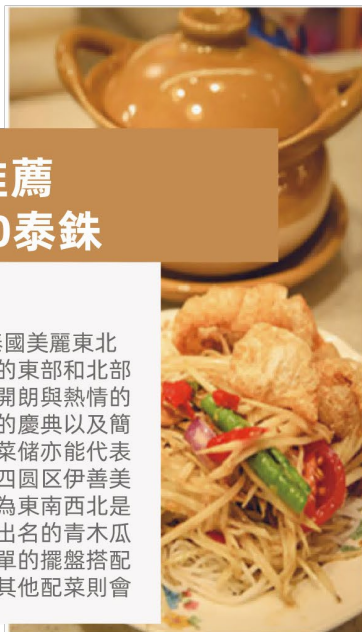 薦
0泰銖
國美麗東北
的東部和北部
開朗與熱情的
的慶典以及簡
菜储亦能代表
四圆区伊善美
為東南西北是
出名的青木瓜
單的擺盤搭配
其他配菜則會